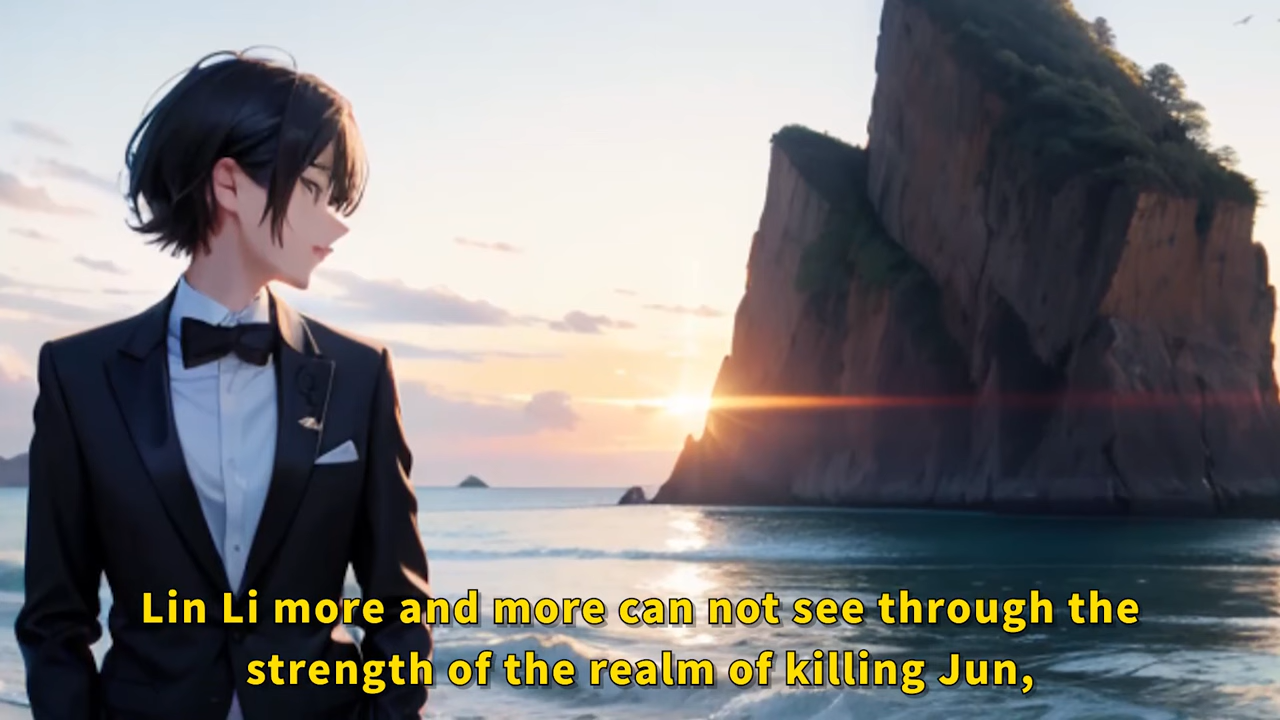 Lin Li more and more can not see through the
strength of the realm of killing Jun,